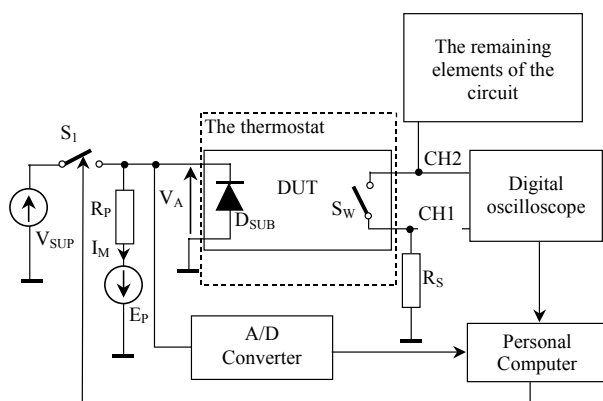 The remaining
elements of the
circuit
The thermostat
S1
CH2
VA
DUT
Digital
oscilloscope
RP
SW
CH1
DSUB
VSUP
IM
RS
EP
A/D
Converter
Personal
Computer